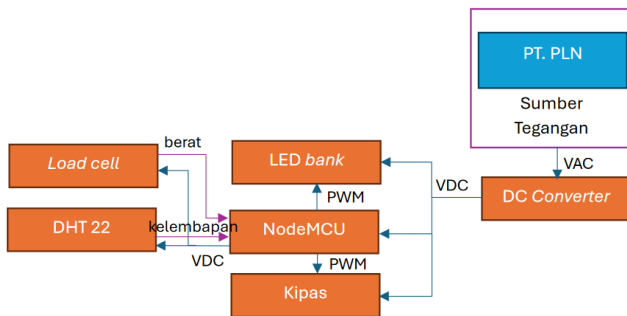 PT. PLN
Sumber
Tegangan
berat
Load cell
LED bank
VAC
PWM
VDC
DC Converter
DHT 22
kelembapan
NodeMCU
VDC
PWM
Kipas